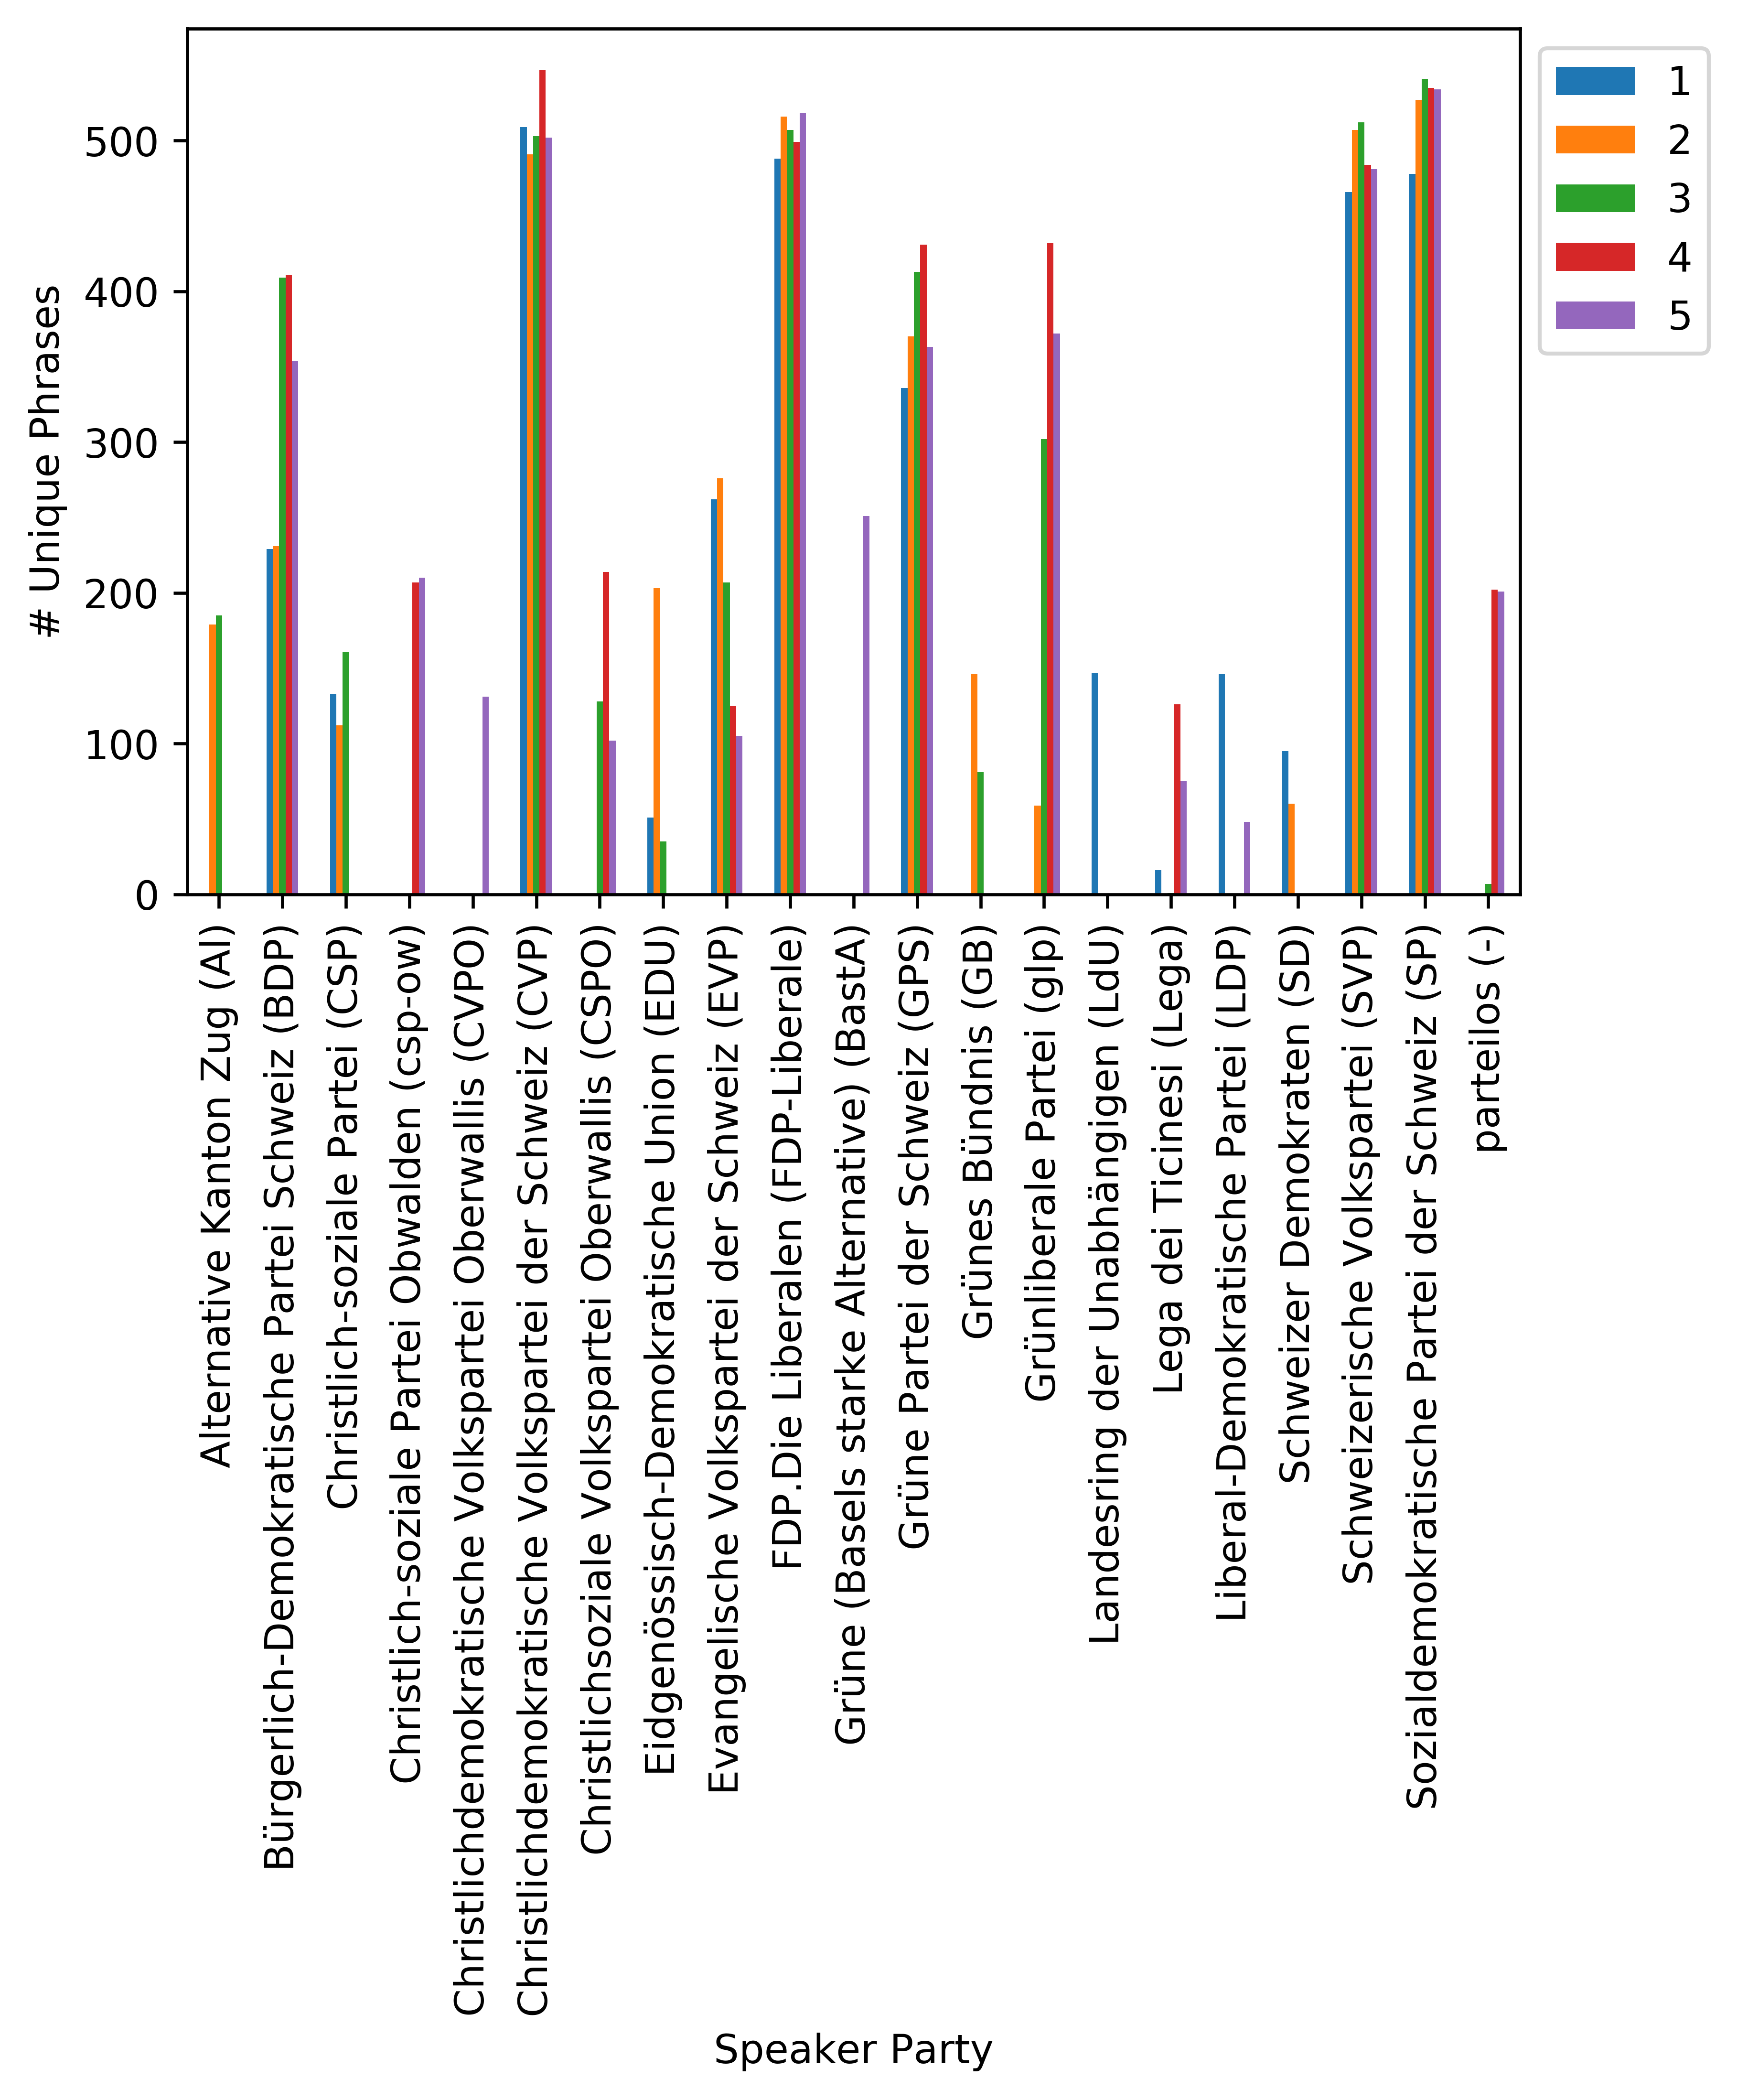 1
2
3
4
5
500
400
300
200
100
0
# Unique Phrases
Alternative Kanton Zug (Al)
Bürgerlich-Demokratische Partei Schweiz (BDP)
Christlich-soziale Partei (CSP)
Christlich-soziale Partei Obwalden (csp-ow)
Christlichdemokratische Volkspartei Oberwallis (CVPO)
Christlichdemokratische Volkspartei der Schweiz (CVP)
Christlichsoziale Volkspartei Oberwallis (CSPO)
Eidgenössisch-Demokratische Union (EDU)
Evangelische Volkspartei der Schweiz (EVP)
FDP.Die Liberalen (FDP-Liberale)
Grüne (Basels starke Alternative) (BastA)
Grüne Partei der Schweiz (GPS)
Grünes Bündnis (GB)
Grünliberale Partei (glp)
Landesring der Unabhängigen (LdU)
Lega dei Ticinesi (Lega)
Liberal-Demokratische Partei (LDP)
Schweizer Demokraten (SD)
Schweizerische Volkspartei (SVP)
Sozialdemokratische Partei der Schweiz (SP)
parteilos (-)
Speaker Party